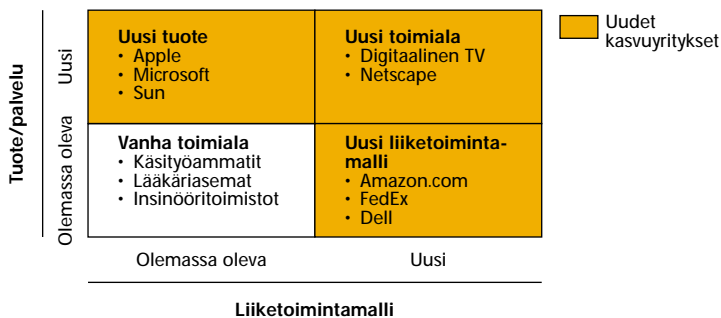 Uusi tuote
• Apple
• Microsoft
• Sun
Uusi toimiala
• Digitaalinen TV
• Netscape
Uudet
kasvuyritykset
Tuote/palvelu
Uusi
Olemassa oleva
Vanha toimiala
• Käsityöammatit
• Lääkäriasemat
• Insinööritoimistot
Uusi liiketoiminta-
malli
• Amazon.com
• FedEx
• Dell
Olemassa oleva
Uusi
Liiketoimintamalli